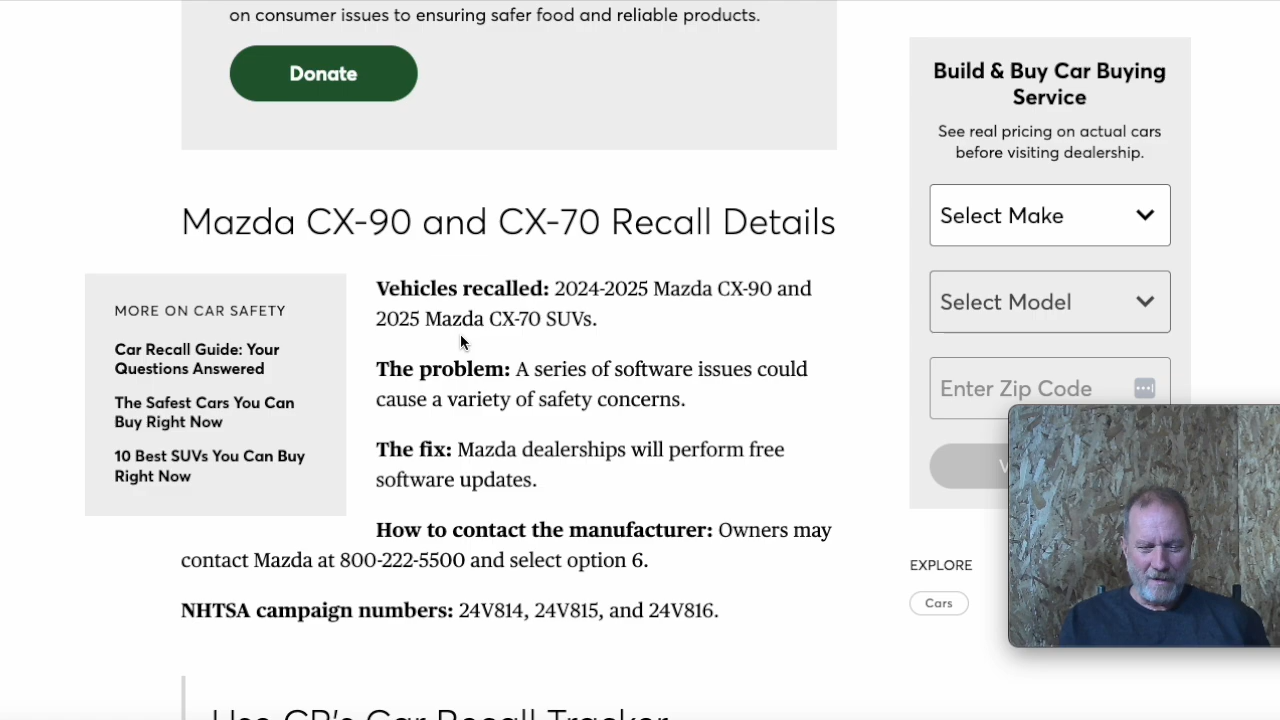 on consumer issues to ensuring safer food and reliable products.
Donate
Mazda CX-90 and CX-70 Recall Details
MORE ON CAR SAFETY
Car Recall Guide: Your
Questions Answered
The Safest Cars You Can
Buy Right Now
10 Best SUVs You Can Buy
Right Now
Vehicles recalled: 2024-2025 Mazda CX-90 and
2025 Mazda CX-70 SUVs.
The problem: A series of software issues could
cause a variety of safety concerns.
The fix: Mazda dealerships will perform free
software updates.
How to contact the manufacturer: Owners may
contact Mazda at 800-222-5500 and select option 6.
NHTSA campaign numbers: 24V814, 24V815, and 24V816.
Use CR's Car Recall Tracker
Build & Buy Car Buying
Service
See real pricing on actual cars
before visiting dealership.
Select Make
Select Model
Enter Zip Code
EXPLORE
Cars